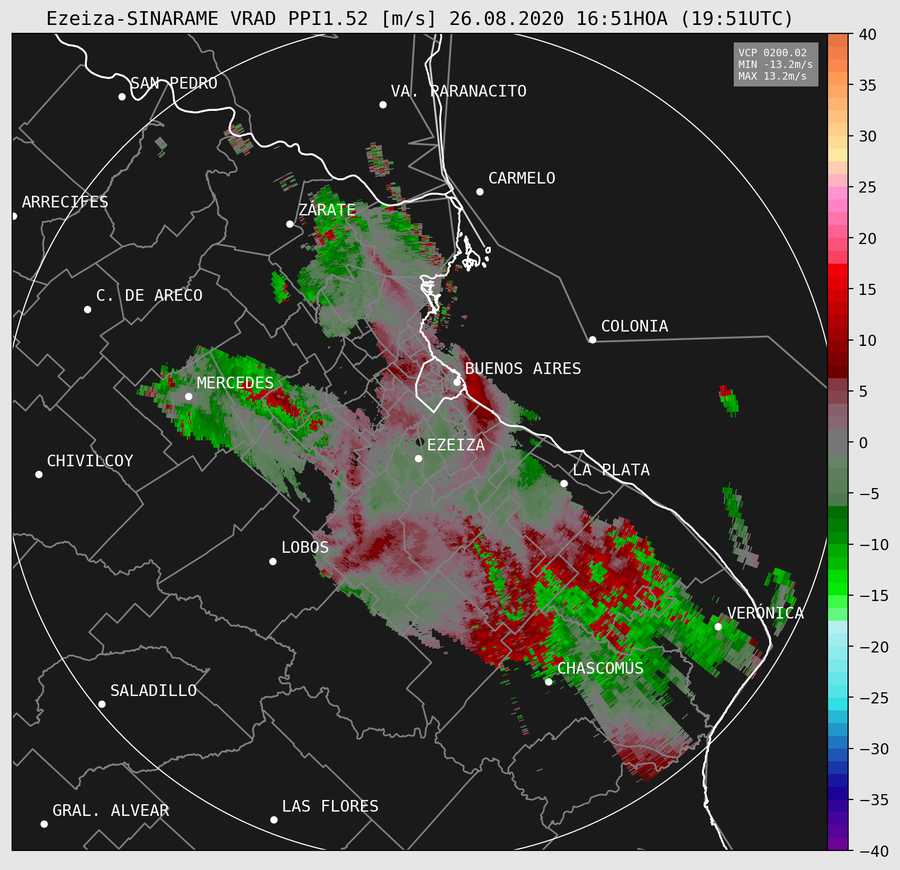 Ezeiza-SINARAME VRAD PPI1.52 [m/s] 26.08.2020 16:51HOA (19:51UTC)
VCP 0200.02
MIN -13.2m/s
MAX 13.2m/s
SAN PEDRO
VA. PARANACITO
CARMELO
ARRECIFES
ZÁRATE
C. DE ARECO
COLONIA
BUENOS AIRES
MERCEDES
EZEIZA
CHIVILCOY
LA PLATA
LOBOS
VERÓNICA
CHASCOMÚS
SALADILLO
LAS FLORES
GRAL. ALVEAR
40
35
30
25
20
15
10
5
0
−5
−10
−15
−20
−25
−30
−35
−40